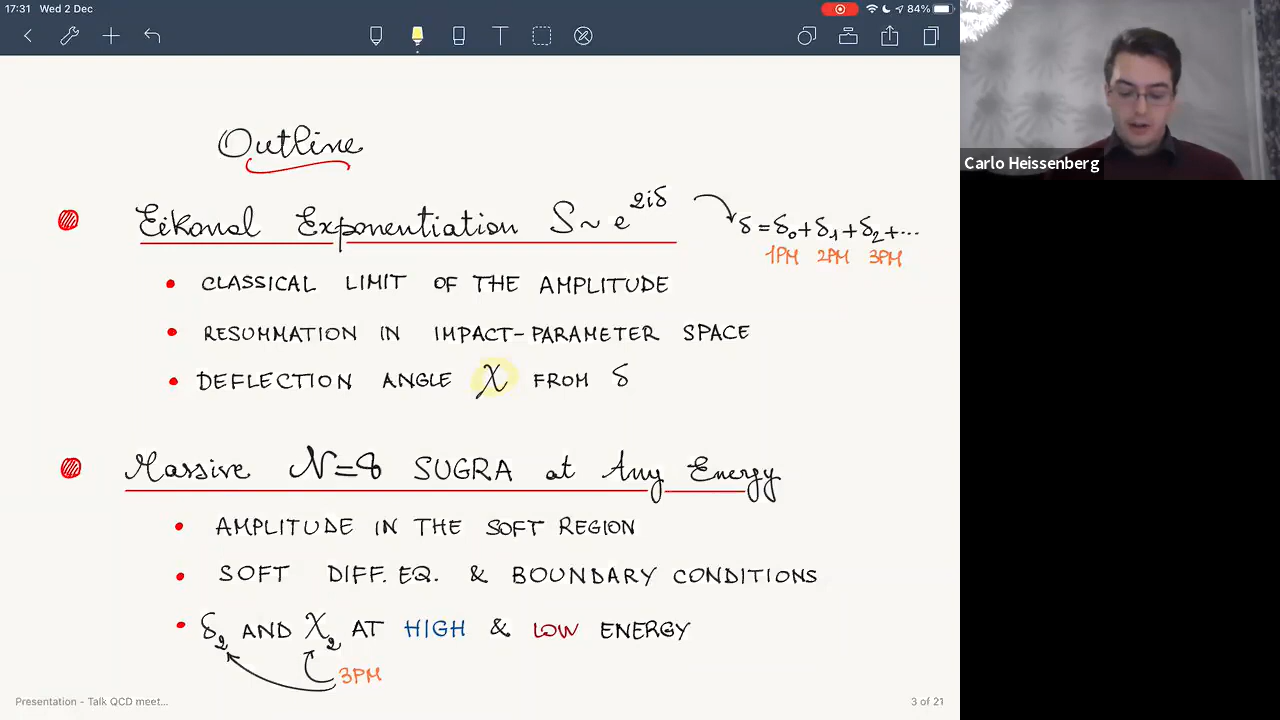 17:31 Wed 2 Dec 84%
Outline
Eikonal Exponentiation S~e^{2iδ} δ=δ₀+δ₁+δ₂+...
1PM 2PM 3PM
• CLASSICAL LIMIT OF THE AMPLITUDE
• RESUMMATION IN IMPACT-PARAMETER SPACE
• DEFLECTION ANGLE χ FROM δ
Massive N=8 SUGRA at Any Energy
• AMPLITUDE IN THE SOFT REGION
• SOFT DIFF. EQ. & BOUNDARY CONDITIONS
• δ₂ AND χ₂ AT HIGH & LOW ENERGY
3PM
Presentation - Talk QCD meet... 3 of 21
Carlo Heissenberg